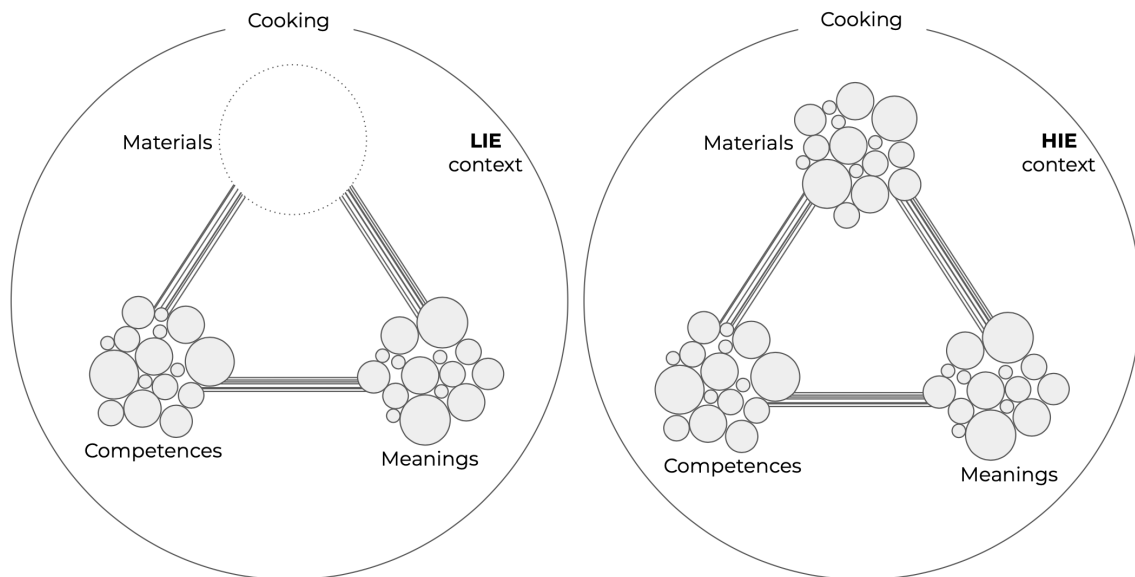 Cooking
Materials
LIE
context
Competences
Meanings
Cooking
Materials
HIE
context
Competences
Meanings